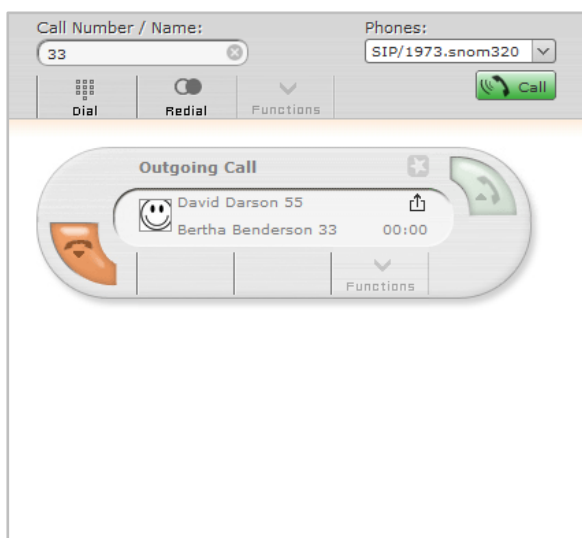 Call Number / Name:
Phones:
33
SIP/1973.snom320
Call
Dial
Redial
Functions
Outgoing Call
David Darson 55
Bertha Benderson 33
00:00
Functions